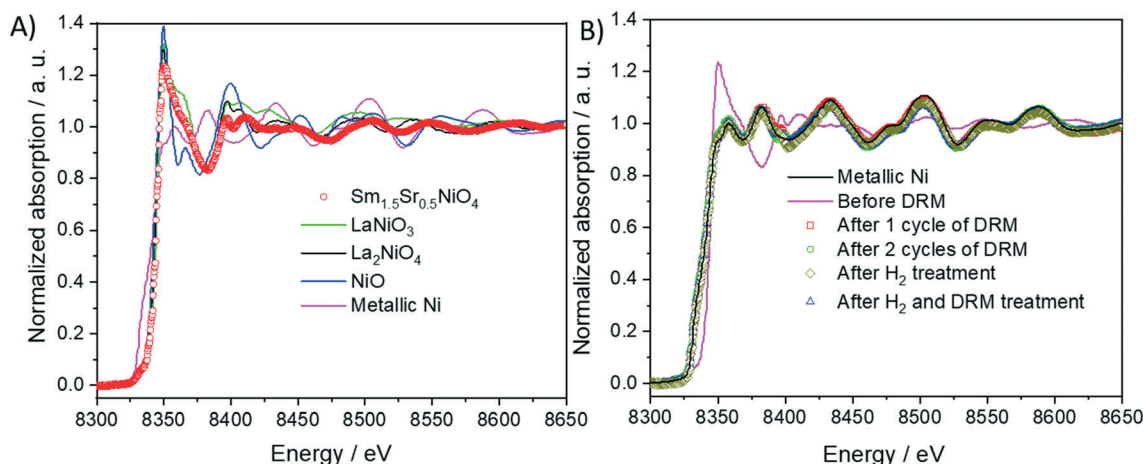 A)
Normalized absorption / a. u.
1.4
1.2
1.0
0.8
0.6
0.4
0.2
0.0
Sm1.5Sr0.5NiO4
LaNiO3
La2NiO4
NiO
Metallic Ni
8300 8350 8400 8450 8500 8550 8600 8650
Energy / eV
B)
Normalized absorption / a. u.
1.4
1.2
1.0
0.8
0.6
0.4
0.2
0.0
Metallic Ni
Before DRM
After 1 cycle of DRM
After 2 cycles of DRM
After H2 treatment
After H2 and DRM treatment
8300 8350 8400 8450 8500 8550 8600 8650
Energy / eV